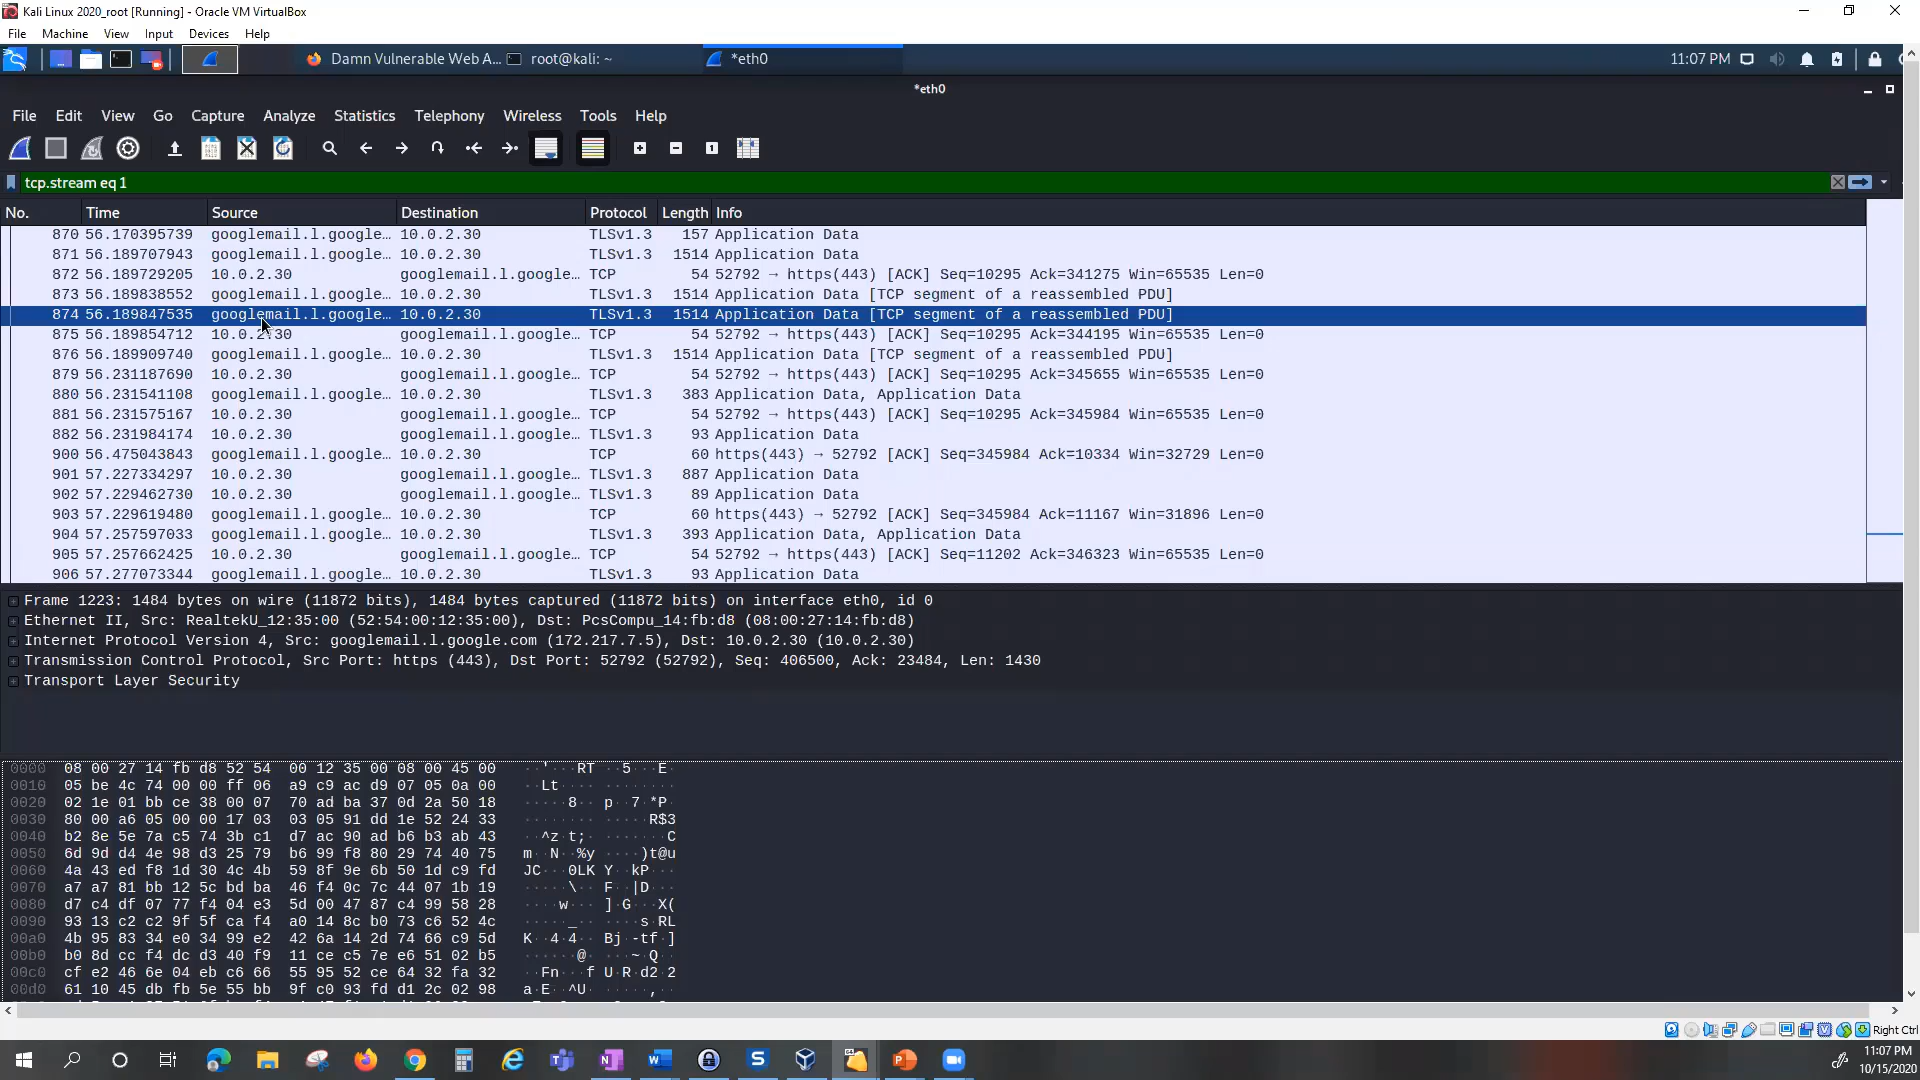 Kali Linux 2020_root [Running] - Oracle VM VirtualBox
File Machine View Input Devices Help
Damn Vulnerable Web A... root@kali: ~ *eth0 11:07 PM
*eth0
File Edit View Go Capture Analyze Statistics Telephony Wireless Tools Help
tcp.stream eq 1
No. Time Source Destination Protocol Length Info
870 56.170395739 googlemail.l.google… 10.0.2.30 TLSv1.3 157 Application Data
871 56.189707943 googlemail.l.google… 10.0.2.30 TLSv1.3 1514 Application Data
872 56.189729205 10.0.2.30 googlemail.l.google… TCP 54 52792 → https(443) [ACK] Seq=10295 Ack=341275 Win=65535 Len=0
873 56.189838552 googlemail.l.google… 10.0.2.30 TLSv1.3 1514 Application Data [TCP segment of a reassembled PDU]
874 56.189847535 googlemail.l.google… 10.0.2.30 TLSv1.3 1514 Application Data [TCP segment of a reassembled PDU]
875 56.189854712 10.0.2.30 googlemail.l.google… TCP 54 52792 → https(443) [ACK] Seq=10295 Ack=344195 Win=65535 Len=0
876 56.189909740 googlemail.l.google… 10.0.2.30 TLSv1.3 1514 Application Data [TCP segment of a reassembled PDU]
879 56.231187690 10.0.2.30 googlemail.l.google… TCP 54 52792 → https(443) [ACK] Seq=10295 Ack=345655 Win=65535 Len=0
880 56.231541108 googlemail.l.google… 10.0.2.30 TLSv1.3 383 Application Data, Application Data
881 56.231575167 10.0.2.30 googlemail.l.google… TCP 54 52792 → https(443) [ACK] Seq=10295 Ack=345984 Win=65535 Len=0
882 56.231984174 10.0.2.30 googlemail.l.google… TLSv1.3 93 Application Data
900 56.475043843 googlemail.l.google… 10.0.2.30 TCP 60 https(443) → 52792 [ACK] Seq=345984 Ack=10334 Win=32729 Len=0
901 57.227334297 10.0.2.30 googlemail.l.google… TLSv1.3 887 Application Data
902 57.229462730 10.0.2.30 googlemail.l.google… TLSv1.3 89 Application Data
903 57.229619480 googlemail.l.google… 10.0.2.30 TCP 60 https(443) → 52792 [ACK] Seq=345984 Ack=11167 Win=31896 Len=0
904 57.257597033 googlemail.l.google… 10.0.2.30 TLSv1.3 393 Application Data, Application Data
905 57.257662425 10.0.2.30 googlemail.l.google… TCP 54 52792 → https(443) [ACK] Seq=11202 Ack=346323 Win=65535 Len=0
906 57.277073344 googlemail.l.google… 10.0.2.30 TLSv1.3 93 Application Data
Frame 1223: 1484 bytes on wire (11872 bits), 1484 bytes captured (11872 bits) on interface eth0, id 0
Ethernet II, Src: RealtekU_12:35:00 (52:54:00:12:35:00), Dst: PcsCompu_14:fb:d8 (08:00:27:14:fb:d8)
Internet Protocol Version 4, Src: googlemail.l.google.com (172.217.7.5), Dst: 10.0.2.30 (10.0.2.30)
Transmission Control Protocol, Src Port: https (443), Dst Port: 52792 (52792), Seq: 406500, Ack: 23484, Len: 1430
Transport Layer Security
0000 08 00 27 14 fb d8 52 54 00 12 35 00 08 00 45 00 ··'···RT ··5···E·
0010 05 be 4c 74 00 00 ff 06 a9 c9 ac d9 07 05 0a 00 ··Lt···· ········
0020 02 1e 01 bb ce 38 00 07 70 ad ba 37 0d 2a 50 18 ·····8·· p··7·*P·
0030 80 00 a6 05 00 00 17 03 03 05 91 dd 1e 52 24 33 ········ ·····R$3
0040 b2 8e 5e 7a c5 74 3b c1 d7 ac 90 ad b6 b3 ab 43 ··^z·t;· ·······C
0050 6d 9d d4 4e 98 d3 25 79 b6 99 f8 80 29 74 40 75 m··N··%y ····)t@u
0060 4a 43 ed f8 1d 30 4c 4b 59 8f 9e 6b 50 1d c9 fd JC···0LK Y··kP···
0070 a7 a7 81 bb 12 5c bd ba 46 f4 0c 7c 44 07 1b 19 ·····\·· F··|D···
0080 d7 c4 df 07 77 f4 04 e3 5d 00 47 87 c4 99 58 28 ····w··· ]·G···X(
0090 93 13 c2 c2 9f 5f ca f4 a0 14 8c b0 73 c6 52 4c ·····_·· ····s·RL
00a0 4b 95 83 34 e0 34 99 e2 42 6a 14 2d 74 66 c9 5d K··4·4·· Bj·-tf·]
00b0 b0 8d cc f4 dc d3 40 f9 11 ce c5 7e e6 51 02 b5 ······@· ···~·Q··
00c0 cf e2 46 6e 04 eb c6 66 55 95 52 ce 64 32 fa 32 ··Fn···f U·R·d2·2
00d0 61 10 45 db fb 5e 55 bb 9f c0 93 fd d1 2c 02 98 a·E··^U· ·····,··
Right Ctrl
11:07 PM
10/15/2020